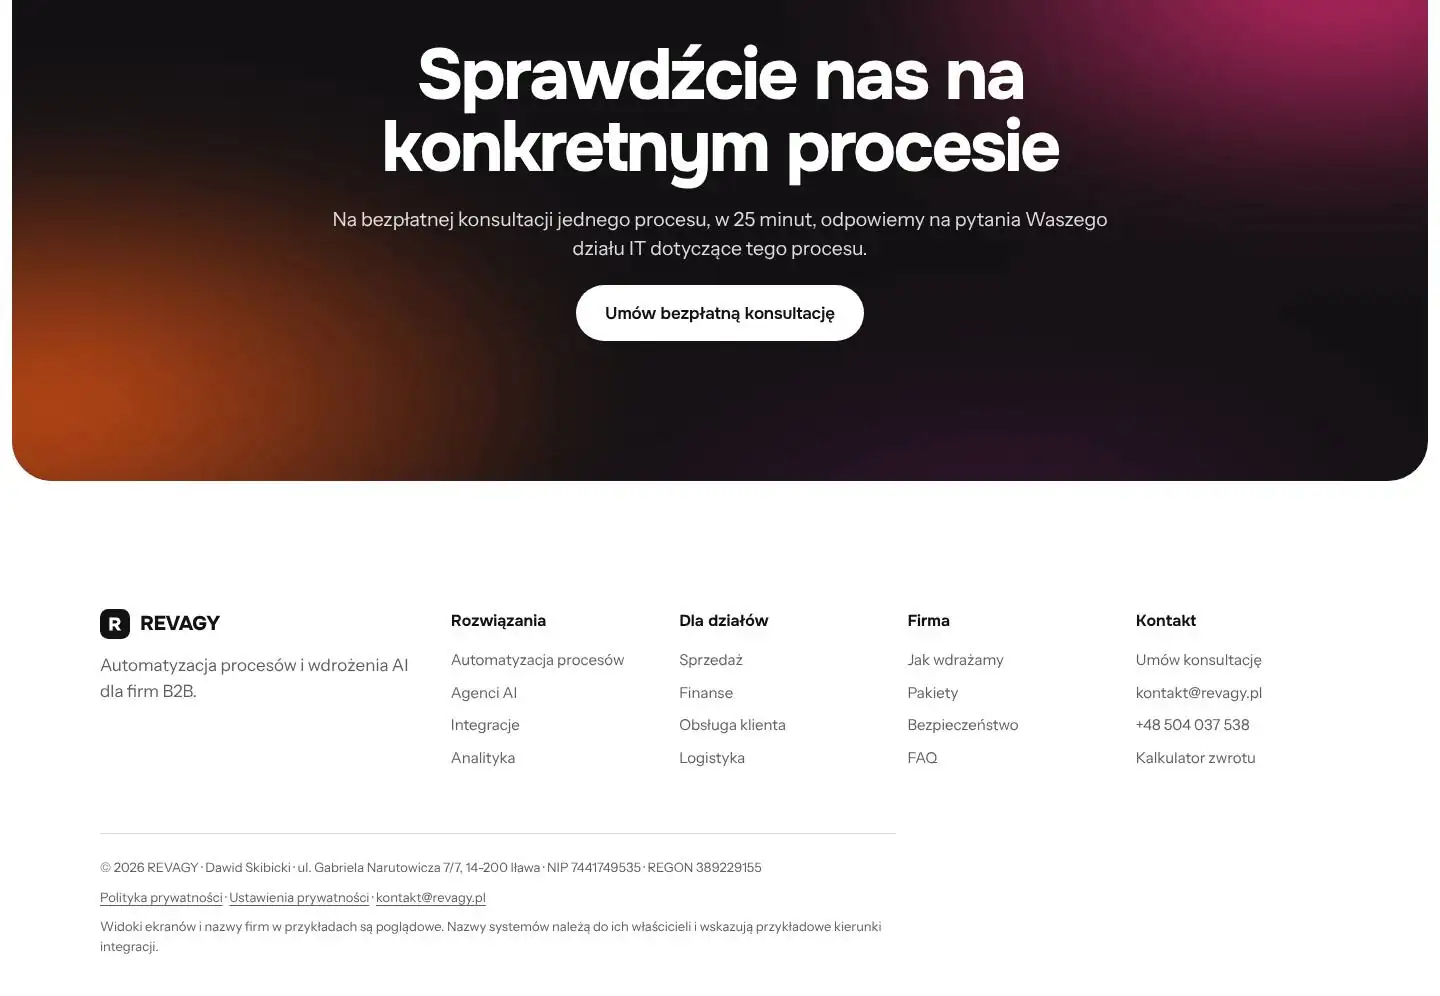 Sprawdźcie nas na
konkretnym procesie
Na bezpłatnej konsultacji jednego procesu, w 25 minut, odpowiemy na pytania Waszego
działu IT dotyczące tego procesu.
Umów bezpłatną konsultację
R REVAGY
Automatyzacja procesów i wdrożenia AI
dla firm B2B.
Rozwiązania
Automatyzacja procesów
Agenci AI
Integracje
Analityka
Dla działów
Sprzedaż
Finanse
Obsługa klienta
Logistyka
Firma
Jak wdrażamy
Pakiety
Bezpieczeństwo
FAQ
Kontakt
Umów konsultację
kontakt@revagy.pl
+48 504 037 538
Kalkulator zwrotu
© 2026 REVAGY · Dawid Skibicki · ul. Gabriela Narutowicza 7/7, 14-200 Iława · NIP 7441749535 · REGON 389229155
Polityka prywatności · Ustawienia prywatności · kontakt@revagy.pl
Widoki ekranów i nazwy firm w przykładach są poglądowe. Nazwy systemów należą do ich właścicieli i wskazują przykładowe kierunki
integracji.